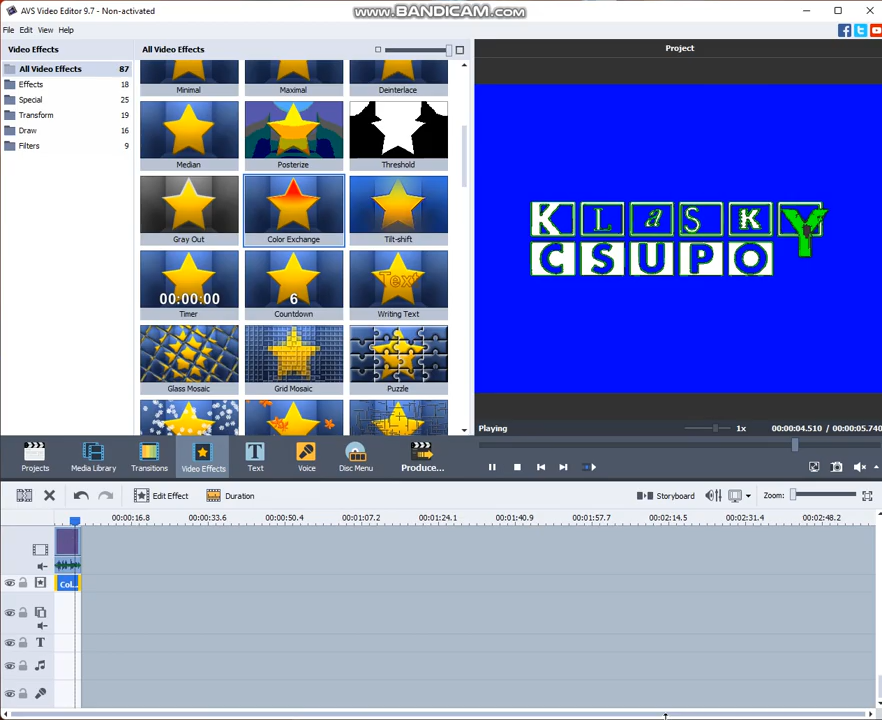 AVS Video Editor 9.7 - Non-activated
www.BANDICAM.com
File Edit View Help
Video Effects
All Video Effects
Project
All Video Effects 87
Effects 18
Special 25
Transform 19
Draw 16
Filters 9
Minimal
Maximal
Deinterlace
Median
Posterize
Threshold
Gray Out
Color Exchange
Tilt-shift
00:00:00
6
Text
Timer
Countdown
Writing Text
Glass Mosaic
Grid Mosaic
Puzzle
KLasKY
CSUPO
Playing
1x
00:00:04.510 / 00:00:05.740
Projects
Media Library
Transitions
Video Effects
Text
Voice
Disc Menu
Produce...
Edit Effect
Duration
Storyboard
Zoom:
00:00:16.8 00:00:33.6 00:00:50.4 00:01:07.2 00:01:24.1 00:01:40.9 00:01:57.7 00:02:14.5 00:02:31.4 00:02:48.2
Col...
T